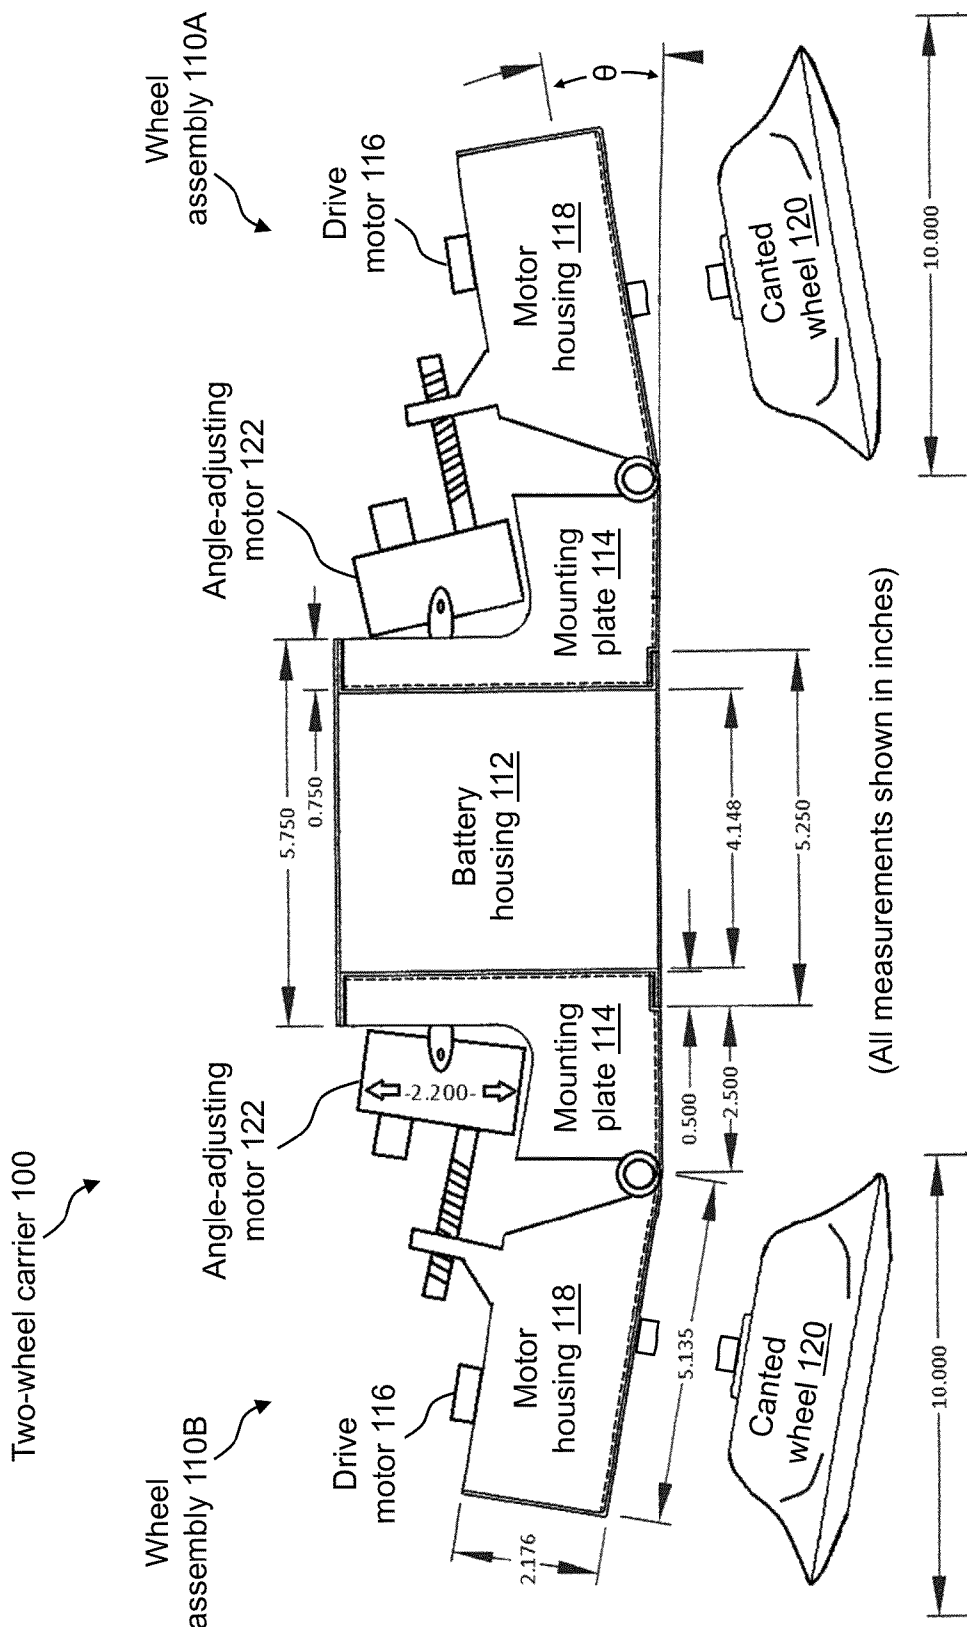 Two-wheel carrier 100
Wheel
assembly 110B
Wheel
assembly 110A
Angle-adjusting
motor 122
Angle-adjusting
motor 122
Drive
motor 116
Drive
motor 116
5.750
0.750
2.200
Motor
housing 118
Mounting
plate 114
Battery
housing 112
Mounting
plate 114
Motor
housing 118
θ
2.176
5.135
0.500
2.500
4.148
5.250
Canted
wheel 120
Canted
wheel 120
10.000
(All measurements shown in inches)
10.000